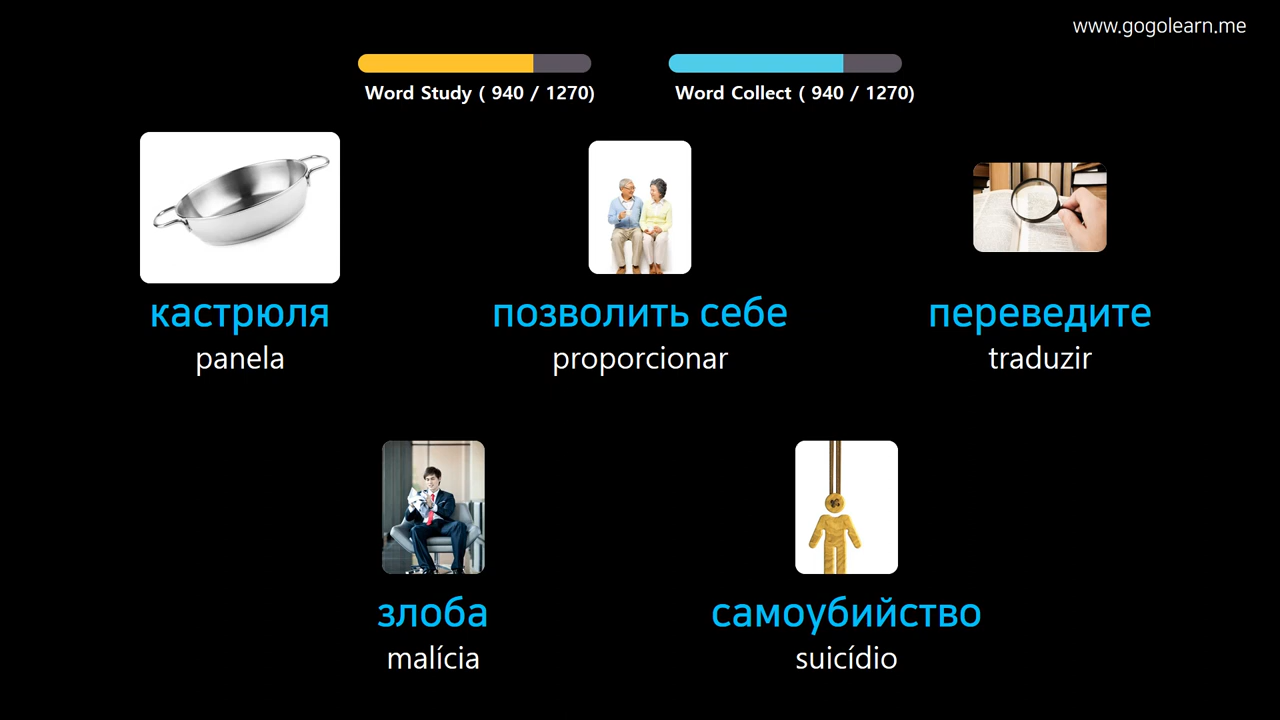 www.gogolearn.me
Word Study ( 940 / 1270)
Word Collect ( 940 / 1270)
кастрюля
panela
позволить себе
proporcionar
переведите
traduzir
злоба
malícia
самоубийство
suicídio